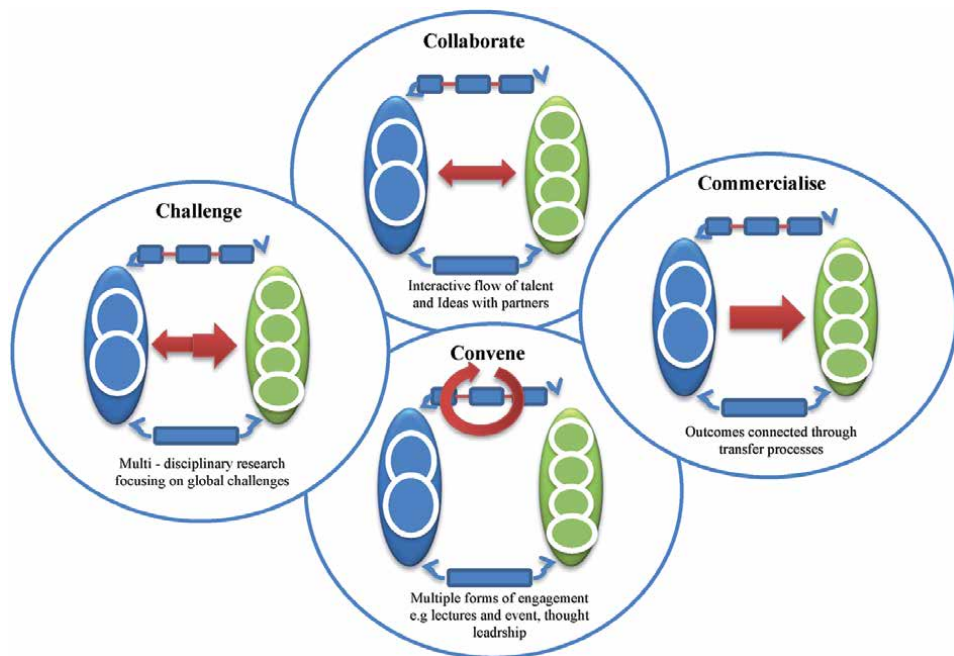 Collaborate
Interactive flow of talent
and Ideas with partners
Challenge
Multi - disciplinary research
focusing on global challenges
Commercialise
Outcomes connected through
transfer processes
Convene
Multiple forms of engagement
e.g lectures and event, thought
leadrship